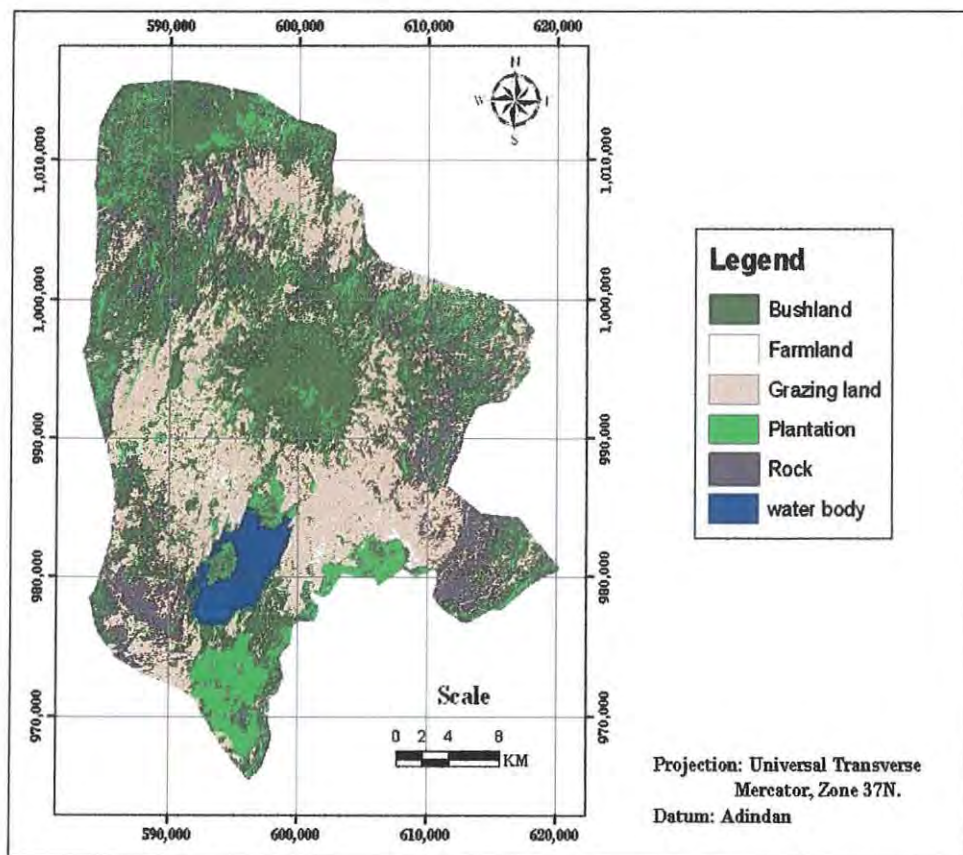 590,000 600,000 610,000 620,000
N
W E
S
1,010,000 1,010,000
1,000,000 1,000,000
990,000 990,000
980,000 980,000
970,000 970,000
Legend
Bushland
Farmland
Grazing land
Plantation
Rock
water body
Scale
0 2 4 8
KM
590,000 600,000 610,000 620,000
Projection: Universal Transverse
Mercator, Zone 37N.
Datum: Adindan